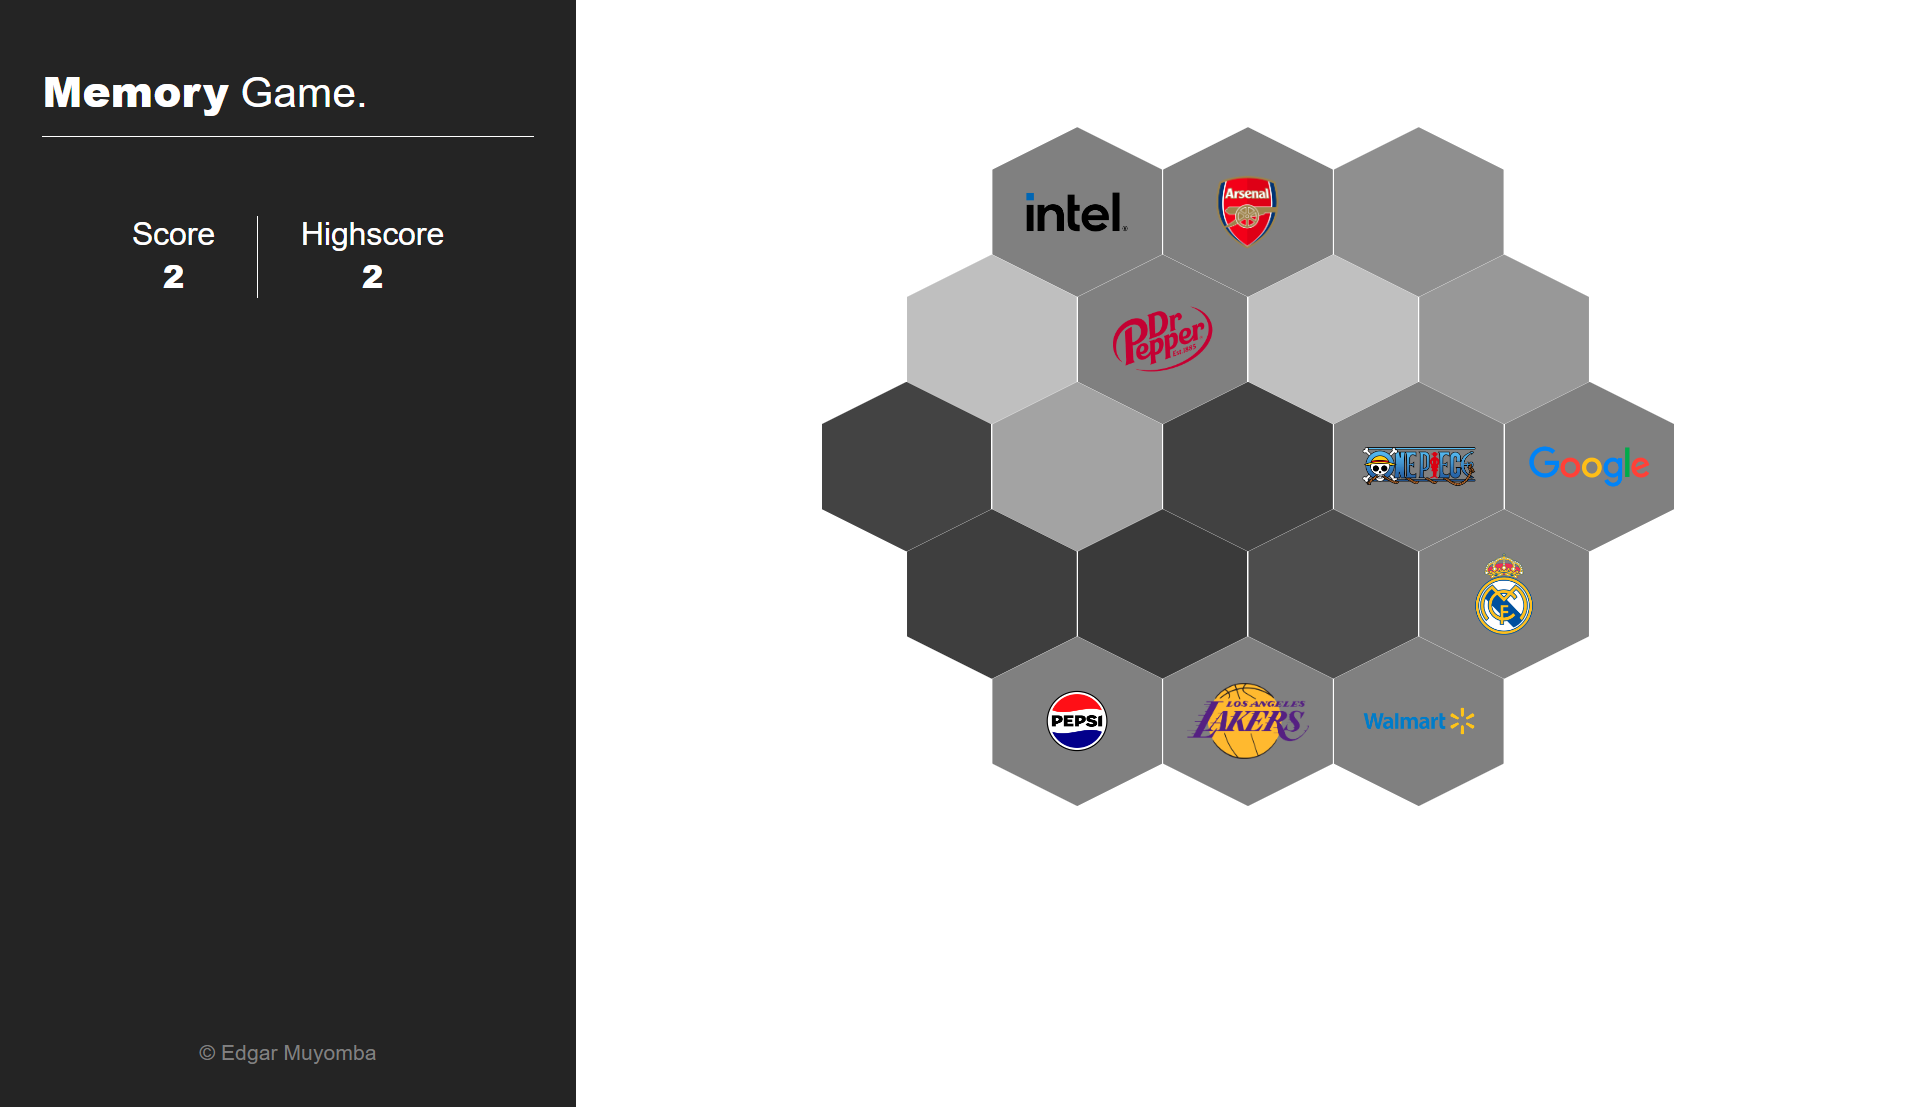 Memory Game.
Score
2
Highscore
2
intel®
Arsenal
Dr
Pepper
Est 1885
ONE PIECE
Google
PEPSI
LOS ANGELES
LAKERS
Walmart
© Edgar Muyomba